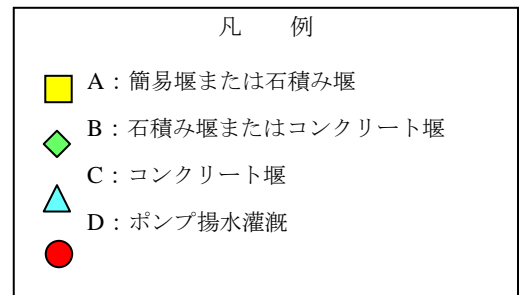 凡　例
A：簡易堰または石積み堰
B：石積み堰またはコンクリート堰
C：コンクリート堰
D：ポンプ揚水灌漑